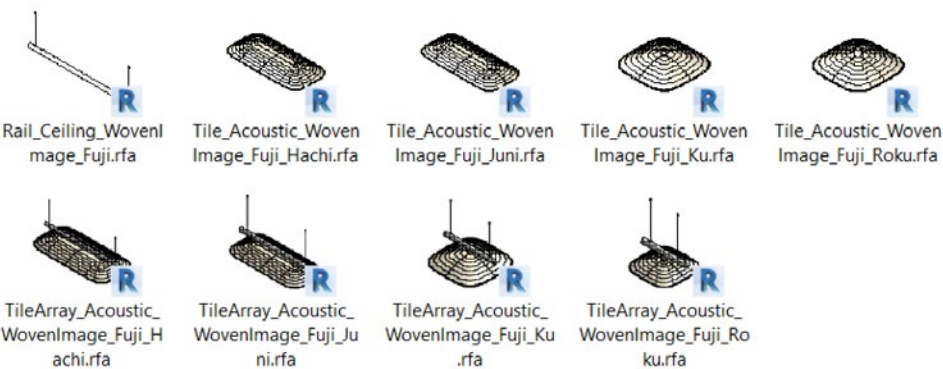 R R R R R
Rail_Ceiling_WovenI
mage_Fuji.rfa
Tile_Acoustic_Woven
Image_Fuji_Hachi.rfa
Tile_Acoustic_Woven
Image_Fuji_Juni.rfa
Tile_Acoustic_Woven
Image_Fuji_Ku.rfa
Tile_Acoustic_Woven
Image_Fuji_Roku.rfa
R R R R
TileArray_Acoustic_
WovenImage_Fuji_H
achi.rfa
TileArray_Acoustic_
WovenImage_Fuji_Ju
ni.rfa
TileArray_Acoustic_
WovenImage_Fuji_Ku
.rfa
TileArray_Acoustic_
WovenImage_Fuji_Ro
ku.rfa